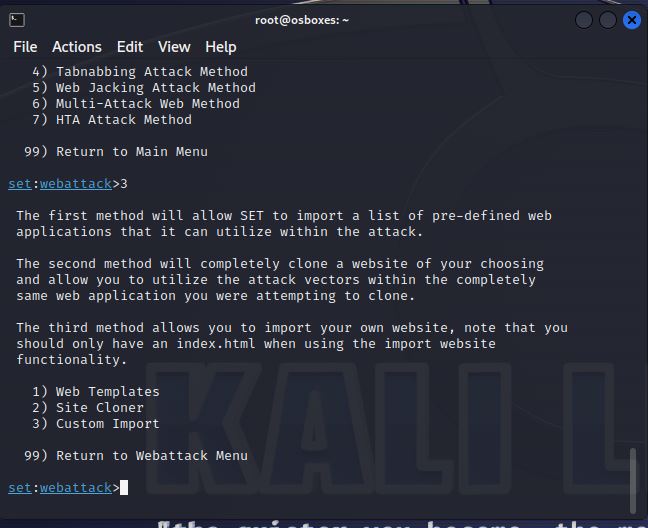 root@osboxes: ~
File Actions Edit View Help
4) Tabnabbing Attack Method
5) Web Jacking Attack Method
6) Multi-Attack Web Method
7) HTA Attack Method
99) Return to Main Menu
set:webattack>3
The first method will allow SET to import a list of pre-defined web
applications that it can utilize within the attack.
The second method will completely clone a website of your choosing
and allow you to utilize the attack vectors within the completely
same web application you were attempting to clone.
The third method allows you to import your own website, note that you
should only have an index.html when using the import website
functionality.
1) Web Templates
2) Site Cloner
3) Custom Import
99) Return to Webattack Menu
KALI L
set:webattack>
"the quieter you become, the